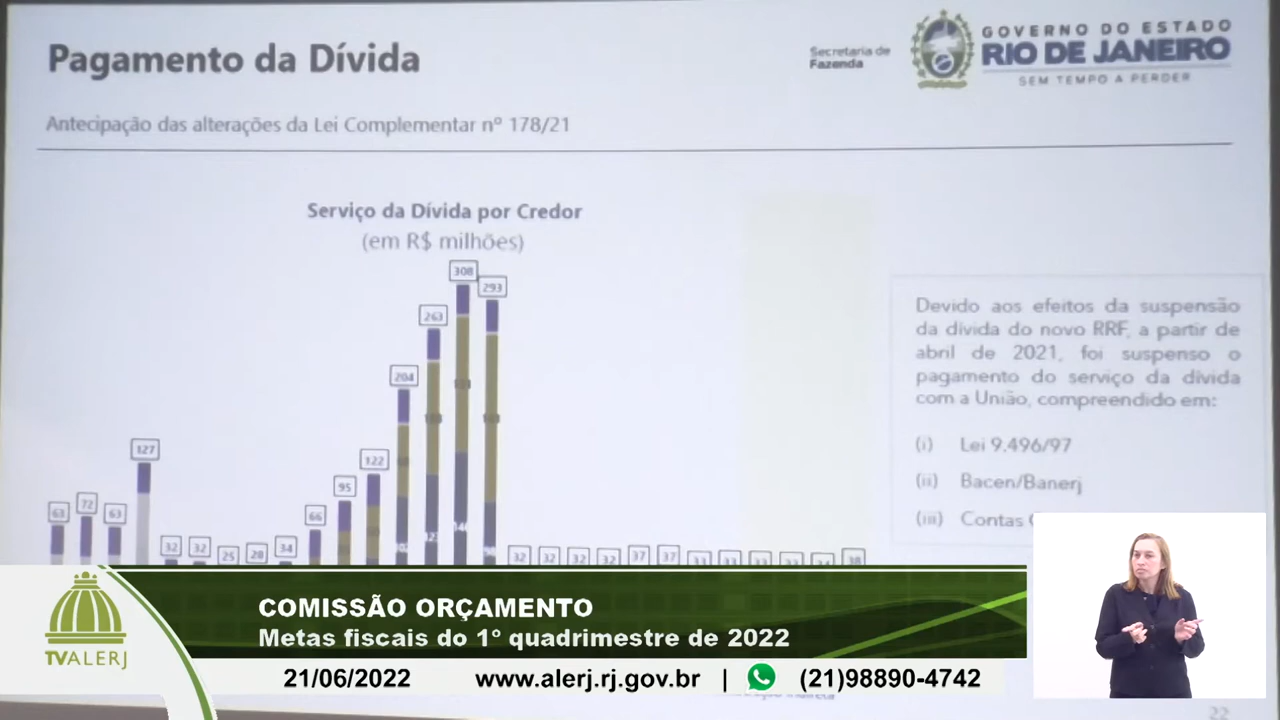 Pagamento da Dívida
Secretaria de
Fazenda
GOVERNO DO ESTADO
RIO DE JANEIRO
SEM TEMPO A PERDER
Antecipação das alterações da Lei Complementar nº 178/21
Serviço da Dívida por Credor
(em R$ milhões)
308
293
263
204
127
122
95
63
72
63
66
32
32
25
28
34
32
32
32
32
37
37
33
33
33
38
Devido aos efeitos da suspensão
da dívida do novo RRF, a partir de
abril de 2021, foi suspenso o
pagamento do serviço da dívida
com a União, compreendido em:
(i) Lei 9.496/97
(ii) Bacen/Banerj
(iii) Contas
COMISSÃO ORÇAMENTO
Metas fiscais do 1º quadrimestre de 2022
TVALERJ
21/06/2022 www.alerj.rj.gov.br | (21)98890-4742
22